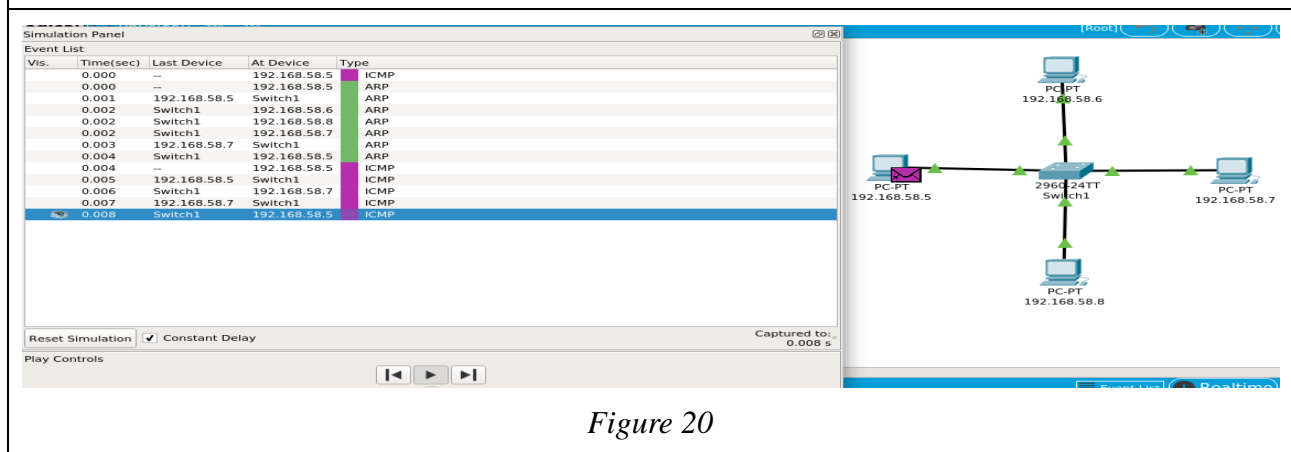 Simulation Panel
Event List
Vis. Time(sec) Last Device At Device Type
0.000 -- 192.168.58.5 ICMP
0.000 -- 192.168.58.5 ARP
0.001 192.168.58.5 Switch1 ARP
0.002 Switch1 192.168.58.6 ARP
0.002 Switch1 192.168.58.8 ARP
0.002 Switch1 192.168.58.7 ARP
0.003 192.168.58.7 Switch1 ARP
0.004 Switch1 192.168.58.5 ARP
0.004 -- 192.168.58.5 ICMP
0.005 192.168.58.5 Switch1 ICMP
0.006 Switch1 192.168.58.7 ICMP
0.007 192.168.58.7 Switch1 ICMP
0.008 Switch1 192.168.58.5 ICMP
Reset Simulation Constant Delay
Captured to:
0.008 s
Play Controls
[Root]
PC-PT
192.168.58.6
PC-PT
192.168.58.5
2960-24TT
Switch1
PC-PT
192.168.58.7
PC-PT
192.168.58.8
Event List Realtime
Figure 20